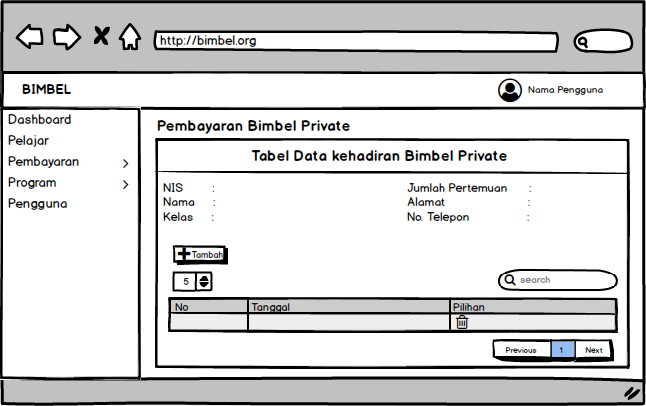 http://bimbel.org
BIMBEL
Nama Pengguna
Dashboard
Pelajar
Pembayaran
Program
Pengguna
Pembayaran Bimbel Private
Tabel Data kehadiran Bimbel Private
NIS :
Nama :
Kelas :
Jumlah Pertemuan :
Alamat :
No. Telepon :
Tambah
5
search
No Tanggal Pilihan
Previous 1 Next